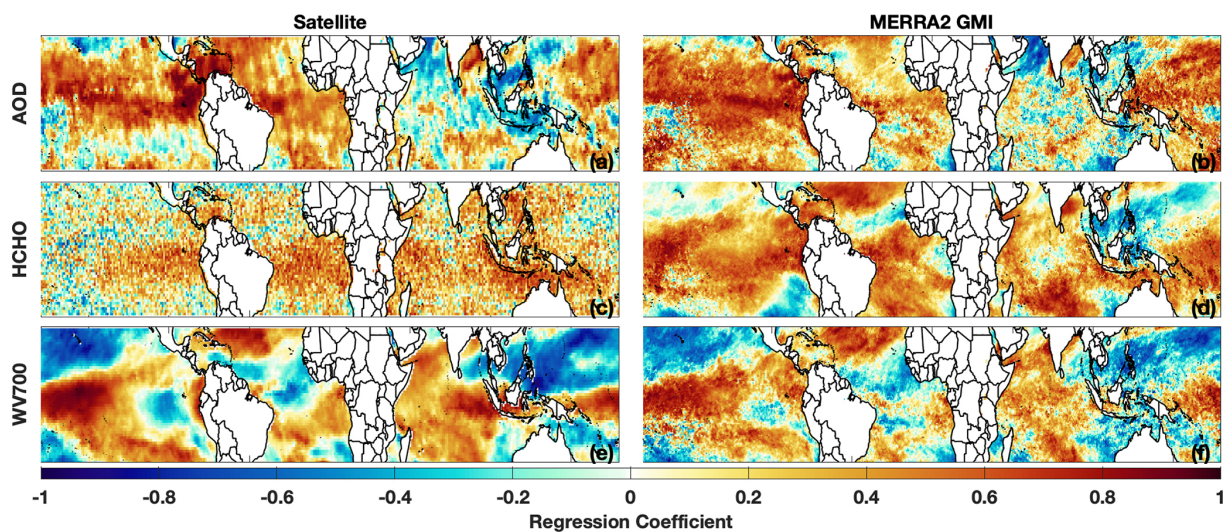 Satellite
MERRA2 GMI
AOD
(a)
(b)
HCHO
(c)
(d)
WV700
(e)
(f)
-1 -0.8 -0.6 -0.4 -0.2 0 0.2 0.4 0.6 0.8 1
Regression Coefficient